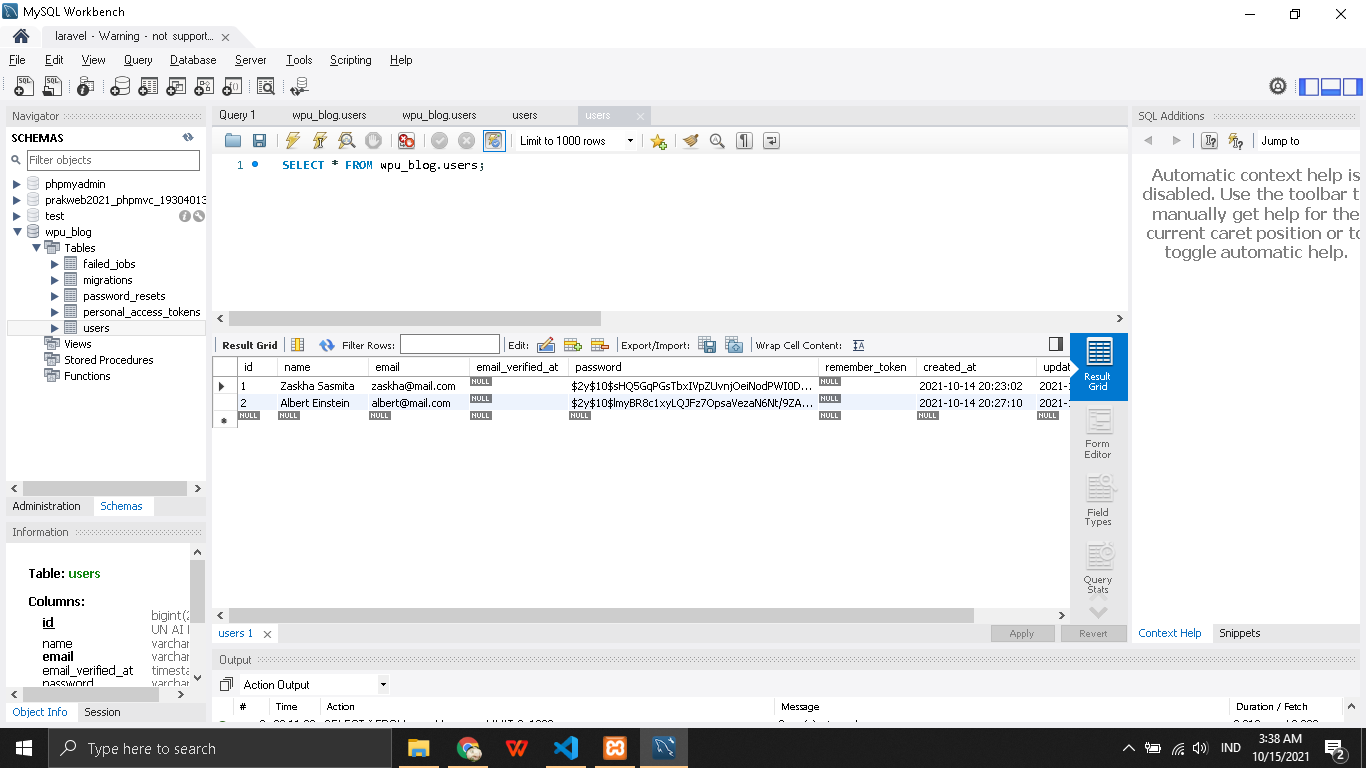 MySQL Workbench
laravel - Warning - not support...
File Edit View Query Database Server Tools Scripting Help
Navigator
SCHEMAS
Filter objects
phpmyadmin
prakweb2021_phpmvc_19304013
test
wpu_blog
Tables
failed_jobs
migrations
password_resets
personal_access_tokens
users
Views
Stored Procedures
Functions
Administration Schemas
Information
Table: users
Columns:
id bigint(2
UN AI
name varchar
email varchar
email_verified_at timesta
password varchar
Object Info Session
Query 1 wpu_blog.users wpu_blog.users users users
Limit to 1000 rows
1 SELECT * FROM wpu_blog.users;
Result Grid Filter Rows: Edit: Export/Import: Wrap Cell Content:
id name email email_verified_at password remember_token created_at updat
1 Zaskha Sasmita zaskha@mail.com NULL $2y$10$sHQ5GqPGsTbxIVpZUvnjOeiNodPWI0D... NULL 2021-10-14 20:23:02 2021-1
2 Albert Einstein albert@mail.com NULL $2y$10$lmyBR8c1xyLQJFz7OpsaVezaN6Nt/9ZA... NULL 2021-10-14 20:27:10 2021-1
NULL NULL NULL NULL NULL NULL NULL NULL
Result Grid
Form Editor
Field Types
Query Stats
users 1
Apply Revert
SQL Additions
Jump to
Automatic context help is
disabled. Use the toolbar t
manually get help for the
current caret position or to
toggle automatic help.
Context Help Snippets
Output
Action Output
# Time Action Message Duration / Fetch
Type here to search
IND
3:38 AM
10/15/2021
2